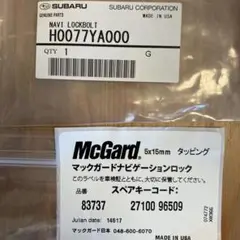 SUBARU SUBARU CORPORATION
GENUINE PARTS MADE IN USA
NAVI LOCKBOLT
H0077YA000
QTY 1 G
McGard. 5x15mm タッピング
マックガードナビゲーションロック
このラベルを車検証とともに、大切に保管してください。
品番: スペアキーコード:
83737 27100 96509
Julian date: 14517
マックガード日本 048-600-6070
MADE IN USA